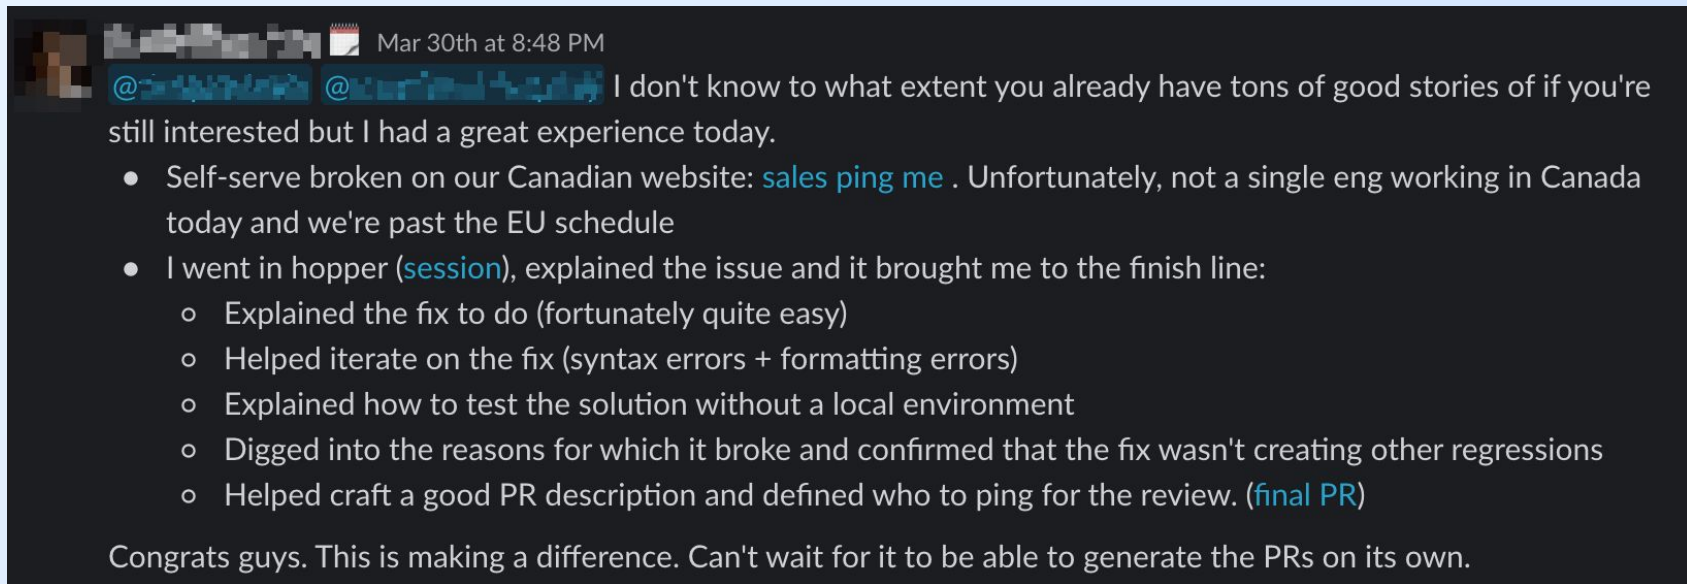 Mar 30th at 8:48 PM
@ @ I don't know to what extent you already have tons of good stories of if you're
still interested but I had a great experience today.
● Self-serve broken on our Canadian website: sales ping me . Unfortunately, not a single eng working in Canada
today and we're past the EU schedule
● I went in hopper (session), explained the issue and it brought me to the finish line:
○ Explained the fix to do (fortunately quite easy)
○ Helped iterate on the fix (syntax errors + formatting errors)
○ Explained how to test the solution without a local environment
○ Digged into the reasons for which it broke and confirmed that the fix wasn't creating other regressions
○ Helped craft a good PR description and defined who to ping for the review. (final PR)
Congrats guys. This is making a difference. Can't wait for it to be able to generate the PRs on its own.